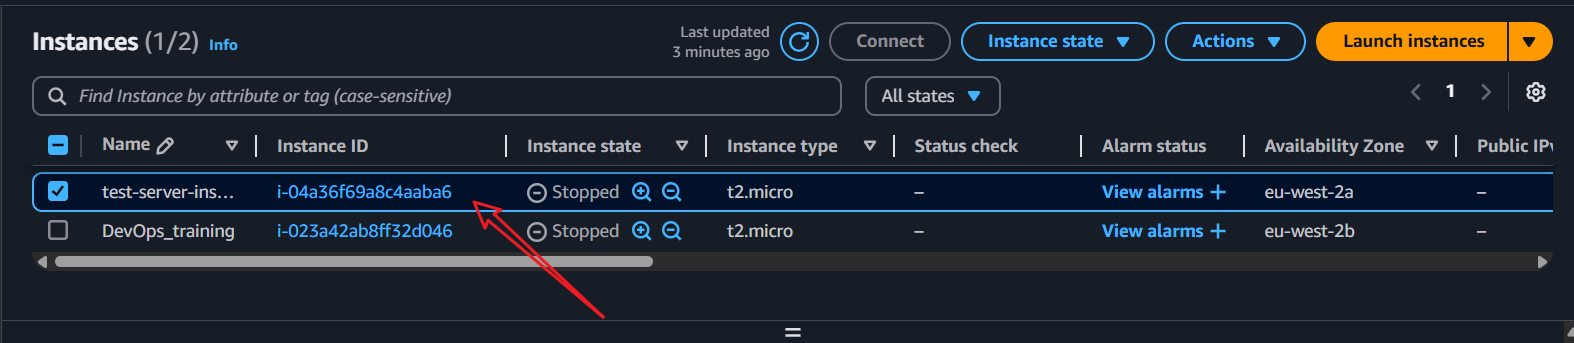 Instances (1/2) Info
Last updated
3 minutes ago
Connect
Instance state
Actions
Launch instances
Find Instance by attribute or tag (case-sensitive)
All states
1
Name Instance ID Instance state Instance type Status check Alarm status Availability Zone Public IPv
test-server-ins... i-04a36f69a8c4aaba6 Stopped t2.micro – View alarms + eu-west-2a –
DevOps_training i-023a42ab8ff32d046 Stopped t2.micro – View alarms + eu-west-2b –